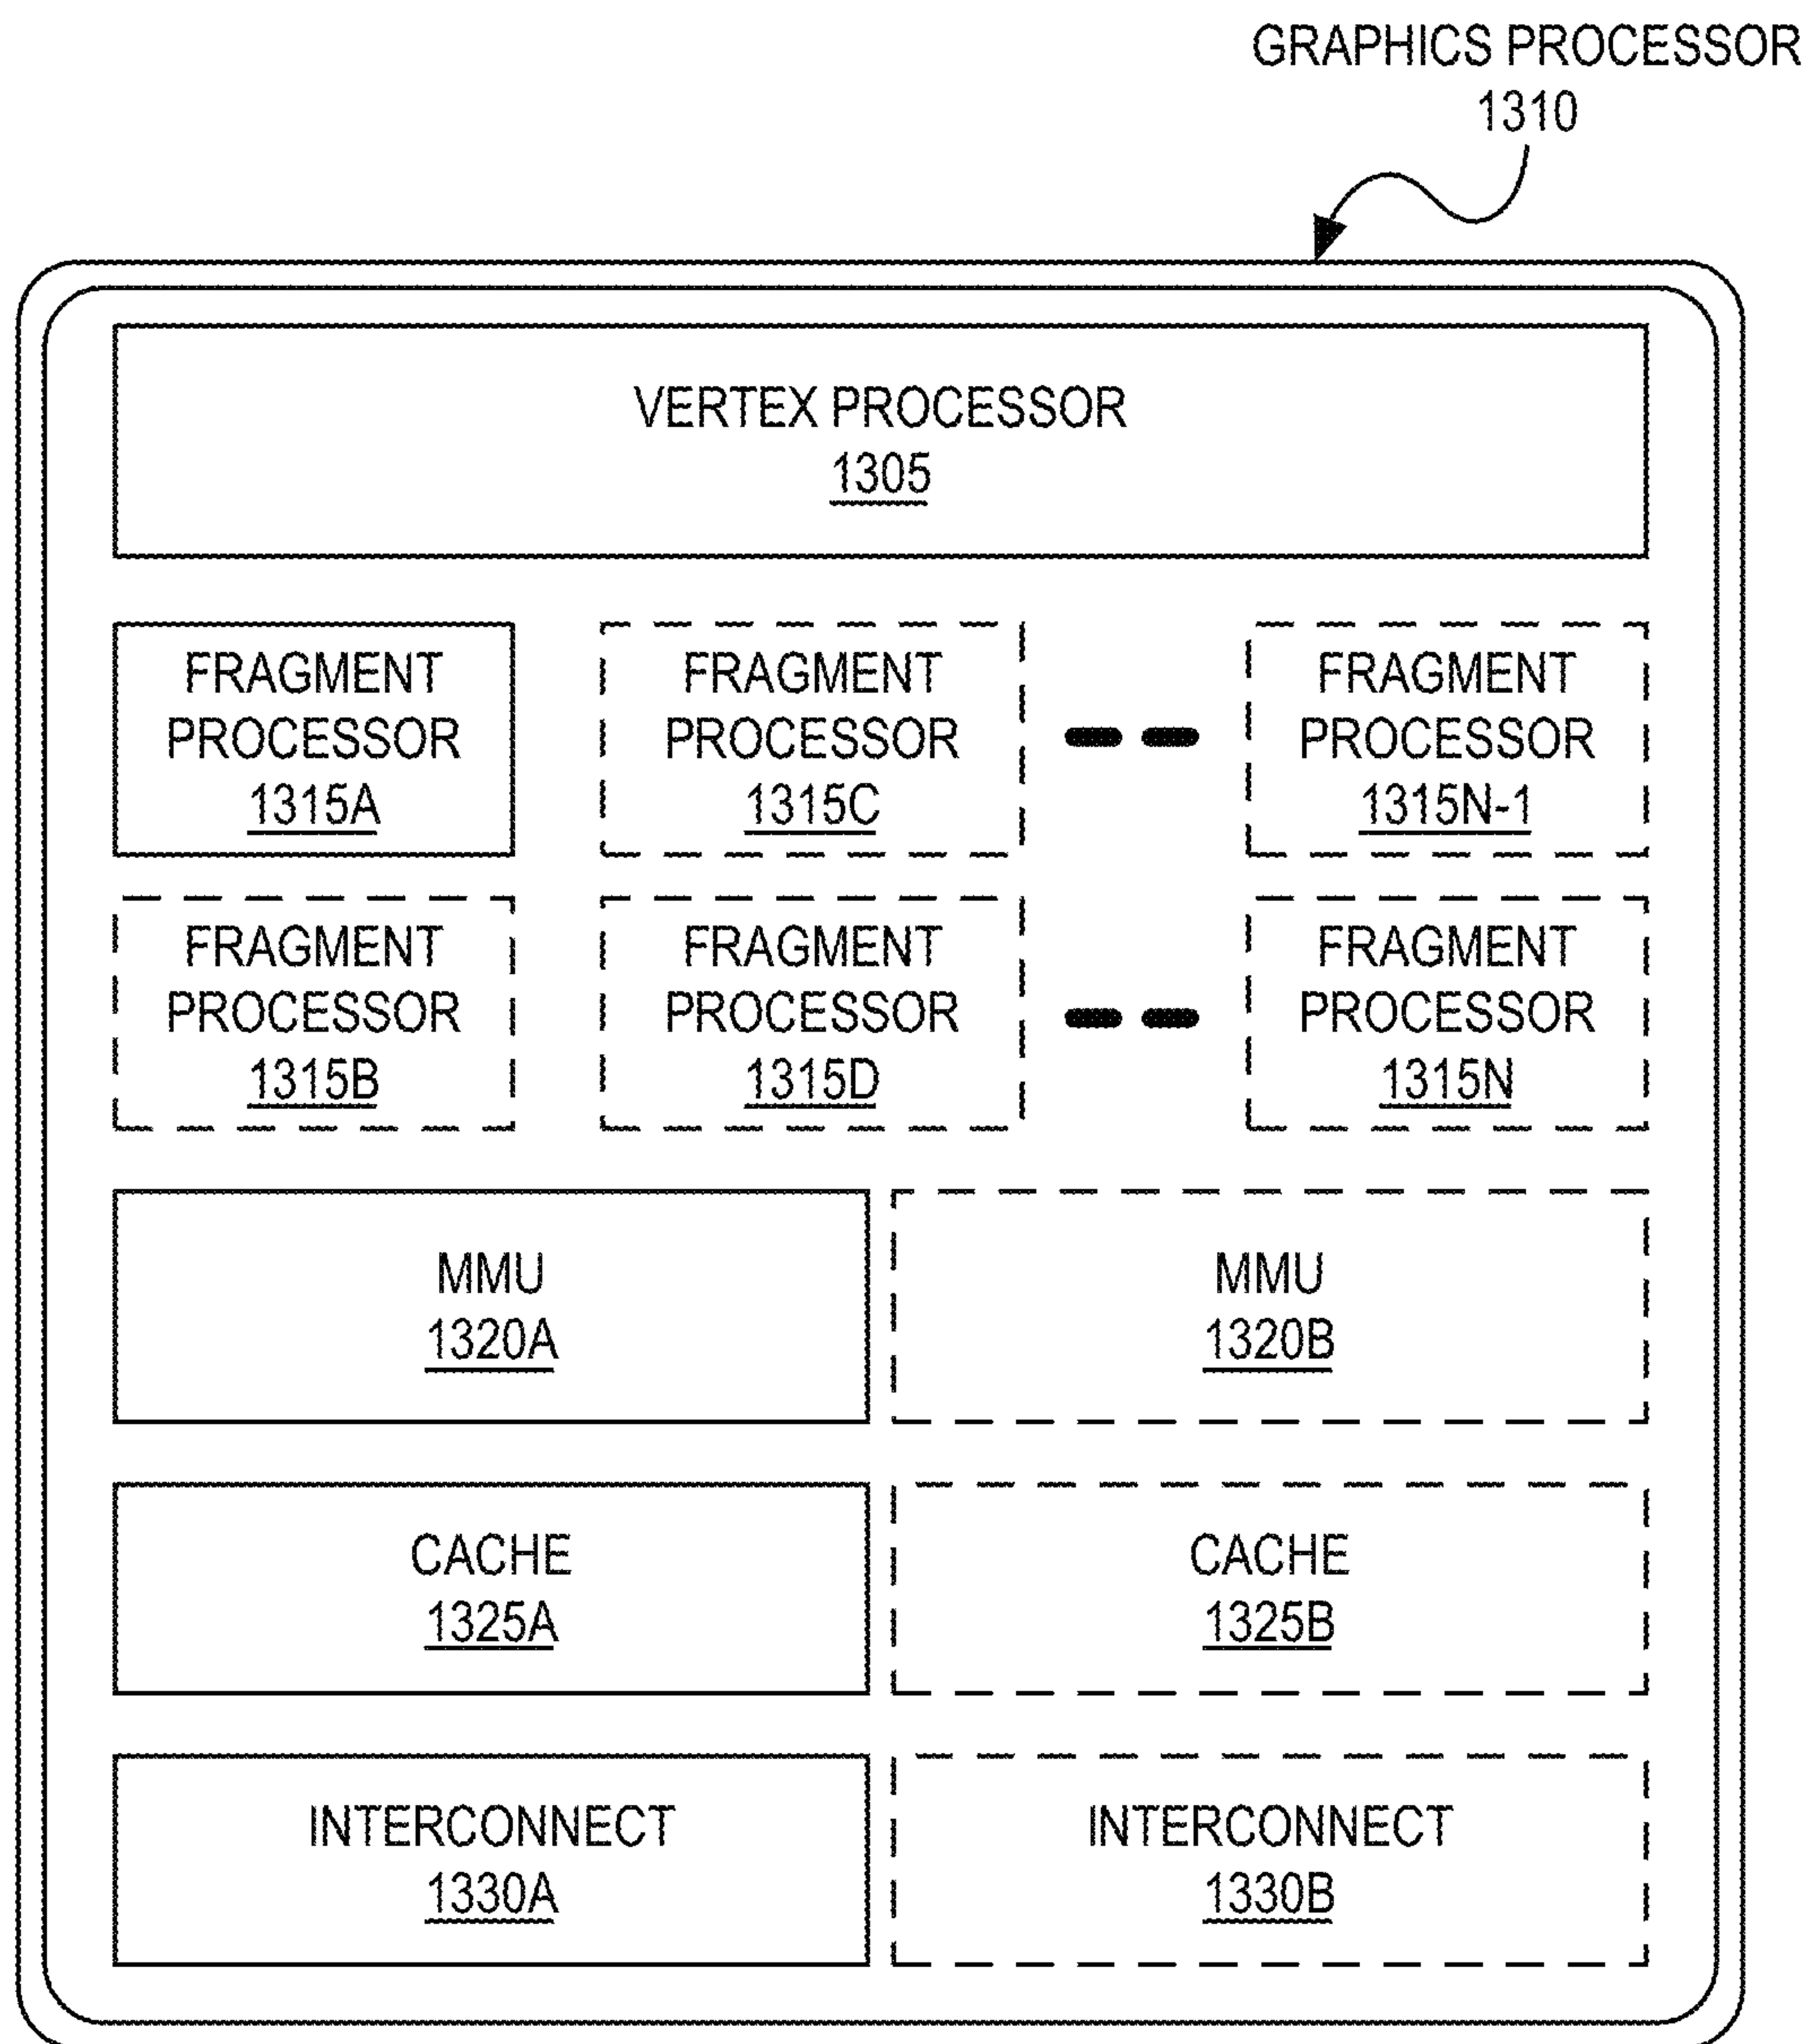 GRAPHICS PROCESSOR
1310
VERTEX PROCESSOR
1305
FRAGMENT
PROCESSOR
1315A
FRAGMENT
PROCESSOR
1315C
FRAGMENT
PROCESSOR
1315N-1
FRAGMENT
PROCESSOR
1315B
FRAGMENT
PROCESSOR
1315D
FRAGMENT
PROCESSOR
1315N
MMU
1320A
MMU
1320B
CACHE
1325A
CACHE
1325B
INTERCONNECT
1330A
INTERCONNECT
1330B